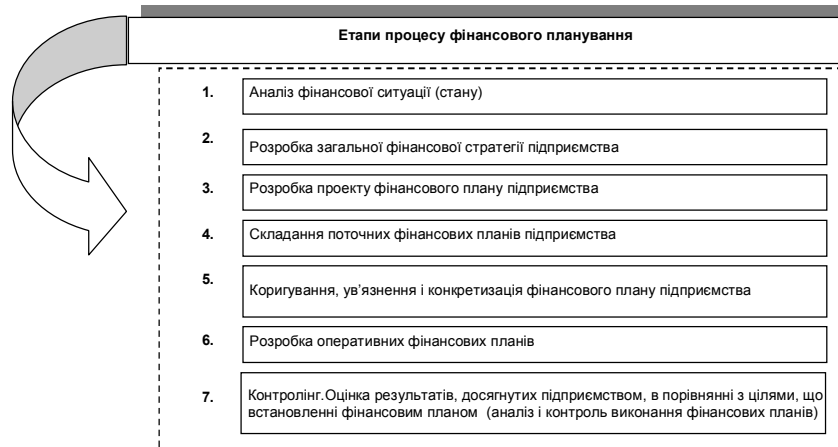 Етапи процесу фінансового планування
1. Аналіз фінансової ситуації (стану)
2. Розробка загальної фінансової стратегії підприємства
3. Розробка проекту фінансового плану підприємства
4. Складання поточних фінансових планів підприємства
5. Коригування, ув’язнення і конкретизація фінансового плану підприємства
6. Розробка оперативних фінансових планів
7. Контролінг.Оцінка результатів, досягнутих підприємством, в порівнянні з цілями, що
встановленні фінансовим планом (аналіз і контроль виконання фінансових планів)